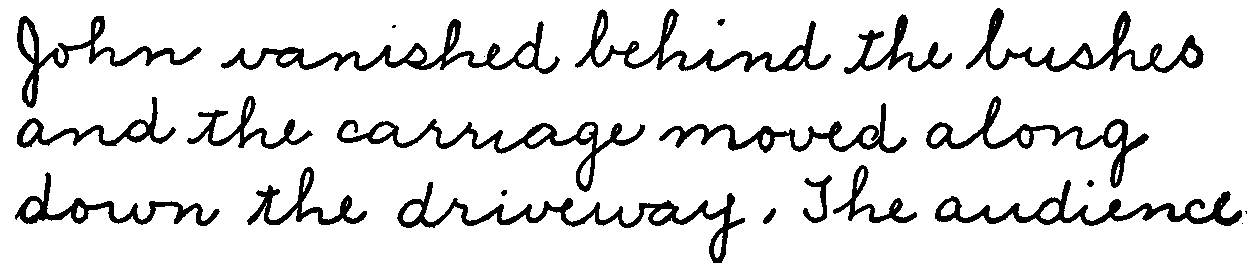 John vanished behind the bushes
and the carriage moved along
down the driveway. The audience